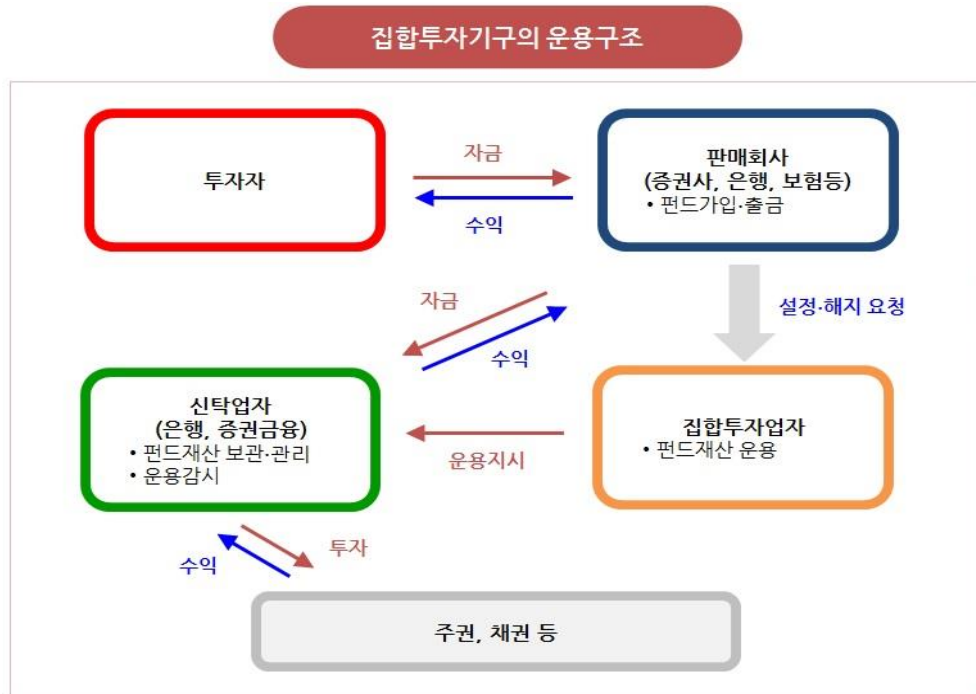 집합투자기구의 운용구조
투자자
자금
수익
판매회사
(증권사, 은행, 보험등)
• 펀드가입·출금
자금
수익
설정·해지 요청
신탁업자
(은행, 증권금융)
• 펀드재산 보관·관리
• 운용감시
운용지시
집합투자업자
• 펀드재산 운용
수익
투자
주권, 채권 등